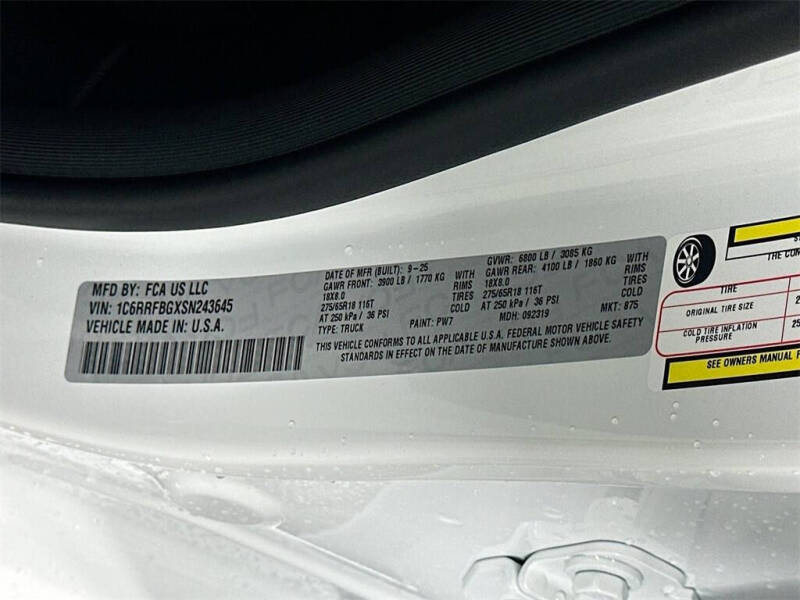 MFD BY: FCA US LLC
VIN: 1C6RRFBGXSN243645
VEHICLE MADE IN U.S.A.
DATE OF MFR (BUILT): 9-25
GAWR FRONT: 3900 LB / 1770 KG WITH
18X8.0 RIMS
275/65R18 116T TIRES
AT 250 kPa / 36 PSI COLD
TYPE: TRUCK PAINT: PW7
GVWR: 6800 LB / 3085 KG
GAWR REAR: 4100 LB / 1860 KG WITH
18X8.0 RIMS
275/65R18 116T TIRES
AT 250 kPa / 36 PSI COLD
MDH: 092319 MKT: 875
THIS VEHICLE CONFORMS TO ALL APPLICABLE U.S.A. FEDERAL MOTOR VEHICLE SAFETY
STANDARDS IN EFFECT ON THE DATE OF MANUFACTURE SHOWN ABOVE.
THE COM
TIRE
ORIGINAL TIRE SIZE 2
COLD TIRE INFLATION 25
PRESSURE
SEE OWNERS MANUAL F